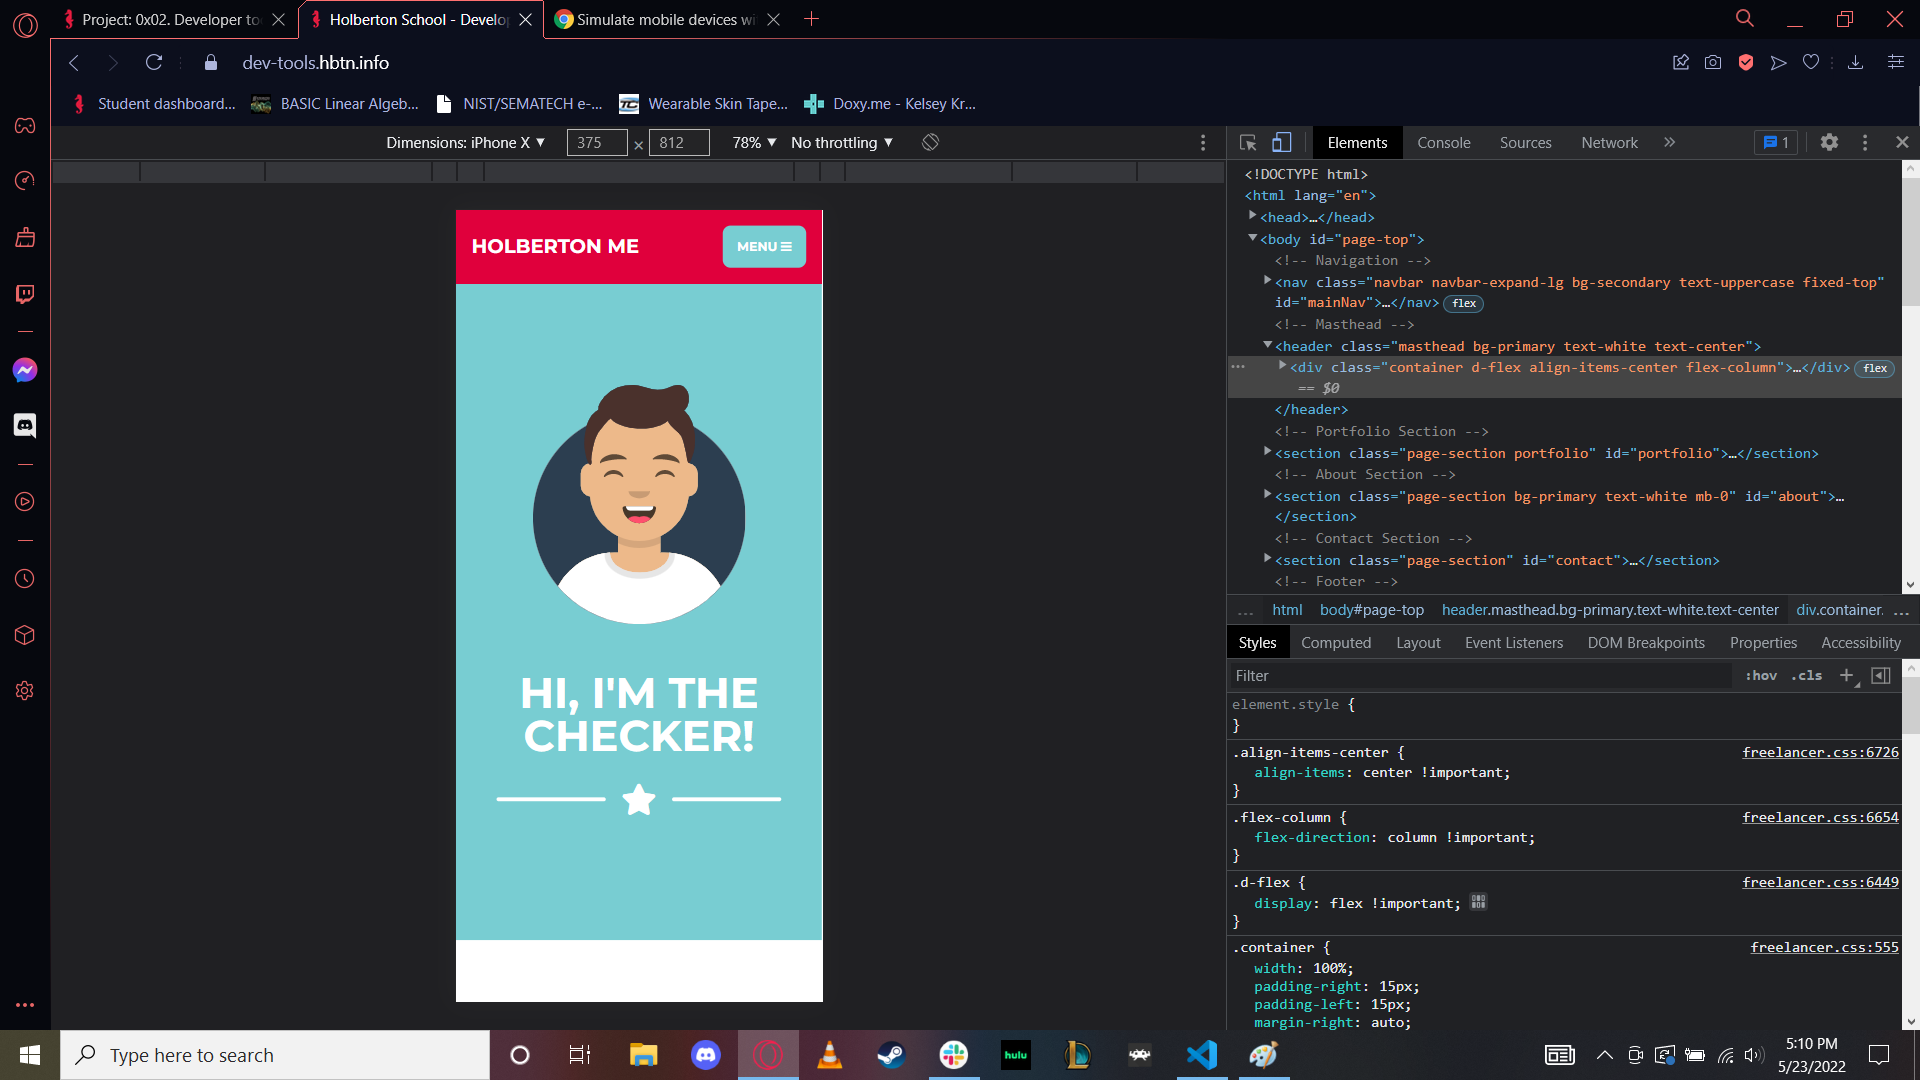 Project: 0x02. Developer to
Holberton School - Develo
Simulate mobile devices wi
dev-tools.hbtn.info
Student dashboard...
BASIC Linear Algeb...
NIST/SEMATECH e-...
Wearable Skin Tape...
Doxy.me - Kelsey Kr...
Dimensions: iPhone X ▼ 375 × 812 78% ▼ No throttling ▼
Elements Console Sources Network » 1
<!DOCTYPE html>
<html lang="en">
<head>…</head>
<body id="page-top">
<!-- Navigation -->
<nav class="navbar navbar-expand-lg bg-secondary text-uppercase fixed-top"
id="mainNav">…</nav> flex
<!-- Masthead -->
<header class="masthead bg-primary text-white text-center">
<div class="container d-flex align-items-center flex-column">…</div> flex
== $0
</header>
<!-- Portfolio Section -->
<section class="page-section portfolio" id="portfolio">…</section>
<!-- About Section -->
<section class="page-section bg-primary text-white mb-0" id="about">…
</section>
<!-- Contact Section -->
<section class="page-section" id="contact">…</section>
<!-- Footer -->
... html body#page-top header.masthead.bg-primary.text-white.text-center div.container. ...
Styles Computed Layout Event Listeners DOM Breakpoints Properties Accessibility
Filter :hov .cls +
element.style {
}
.align-items-center { freelancer.css:6726
align-items: center !important;
}
.flex-column { freelancer.css:6654
flex-direction: column !important;
}
.d-flex { freelancer.css:6449
display: flex !important;
}
.container { freelancer.css:555
width: 100%;
padding-right: 15px;
padding-left: 15px;
margin-right: auto;
HOLBERTON ME
MENU
HI, I'M THE
CHECKER!
Type here to search
hulu
5:10 PM
5/23/2022